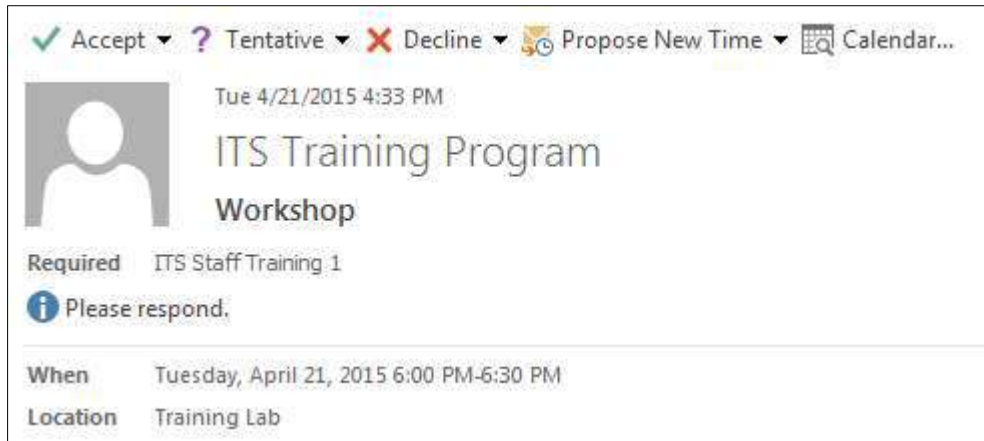 Accept ? Tentative Decline Propose New Time Calendar...
Tue 4/21/2015 4:33 PM
ITS Training Program
Workshop
Required ITS Staff Training 1
Please respond.
When Tuesday, April 21, 2015 6:00 PM-6:30 PM
Location Training Lab